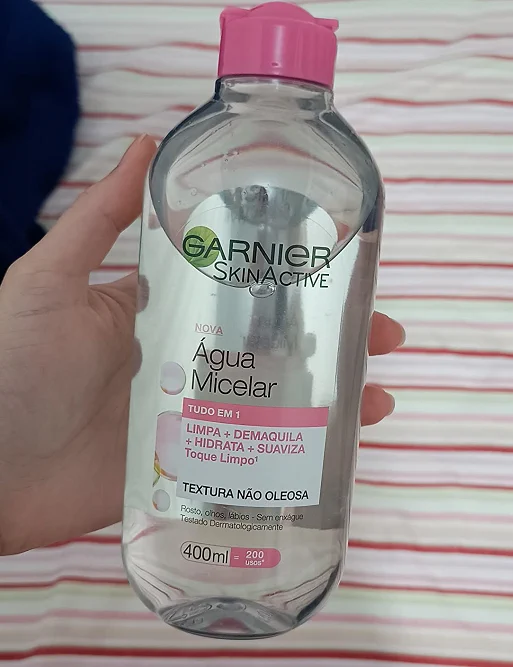 GARNIER
SKINACTIVE
NOVA
Água
Micelar
TUDO EM 1
LIMPA + DEMAQUILA
+ HIDRATA + SUAVIZA
Toque Limpo¹
TEXTURA NÃO OLEOSA
Rosto, olhos, lábios - Sem enxágue
Testado Dermatologicamente
400ml = 200
usos*